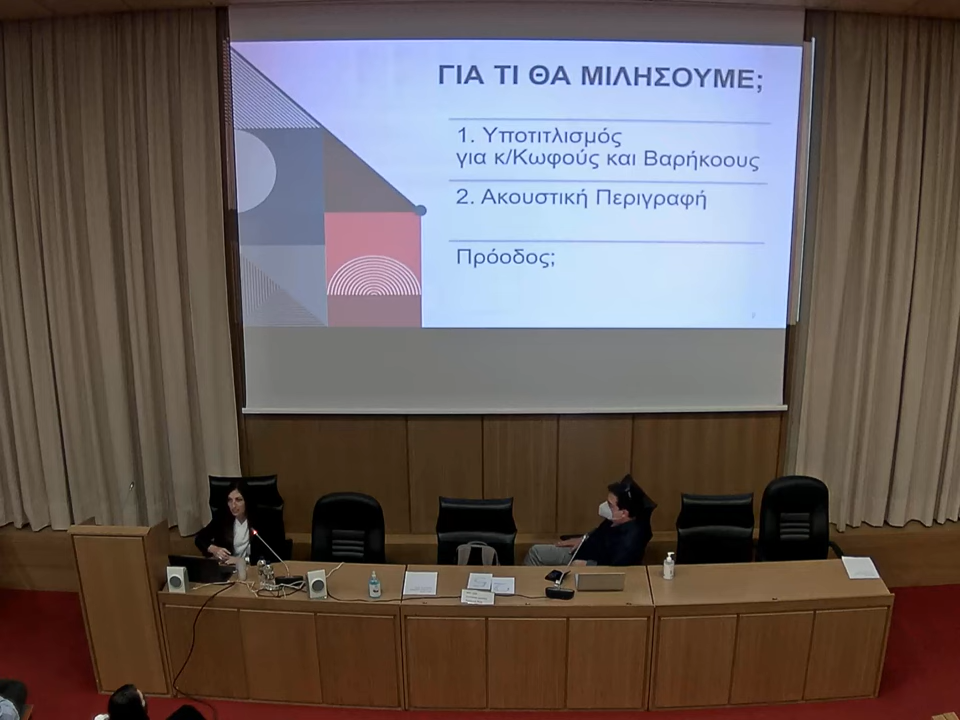 ΓΙΑ ΤΙ ΘΑ ΜΙΛΗΣΟΥΜΕ;
1. Υποτιτλισμός
για κ/Κωφούς και Βαρήκοους
2. Ακουστική Περιγραφή
Πρόοδος;